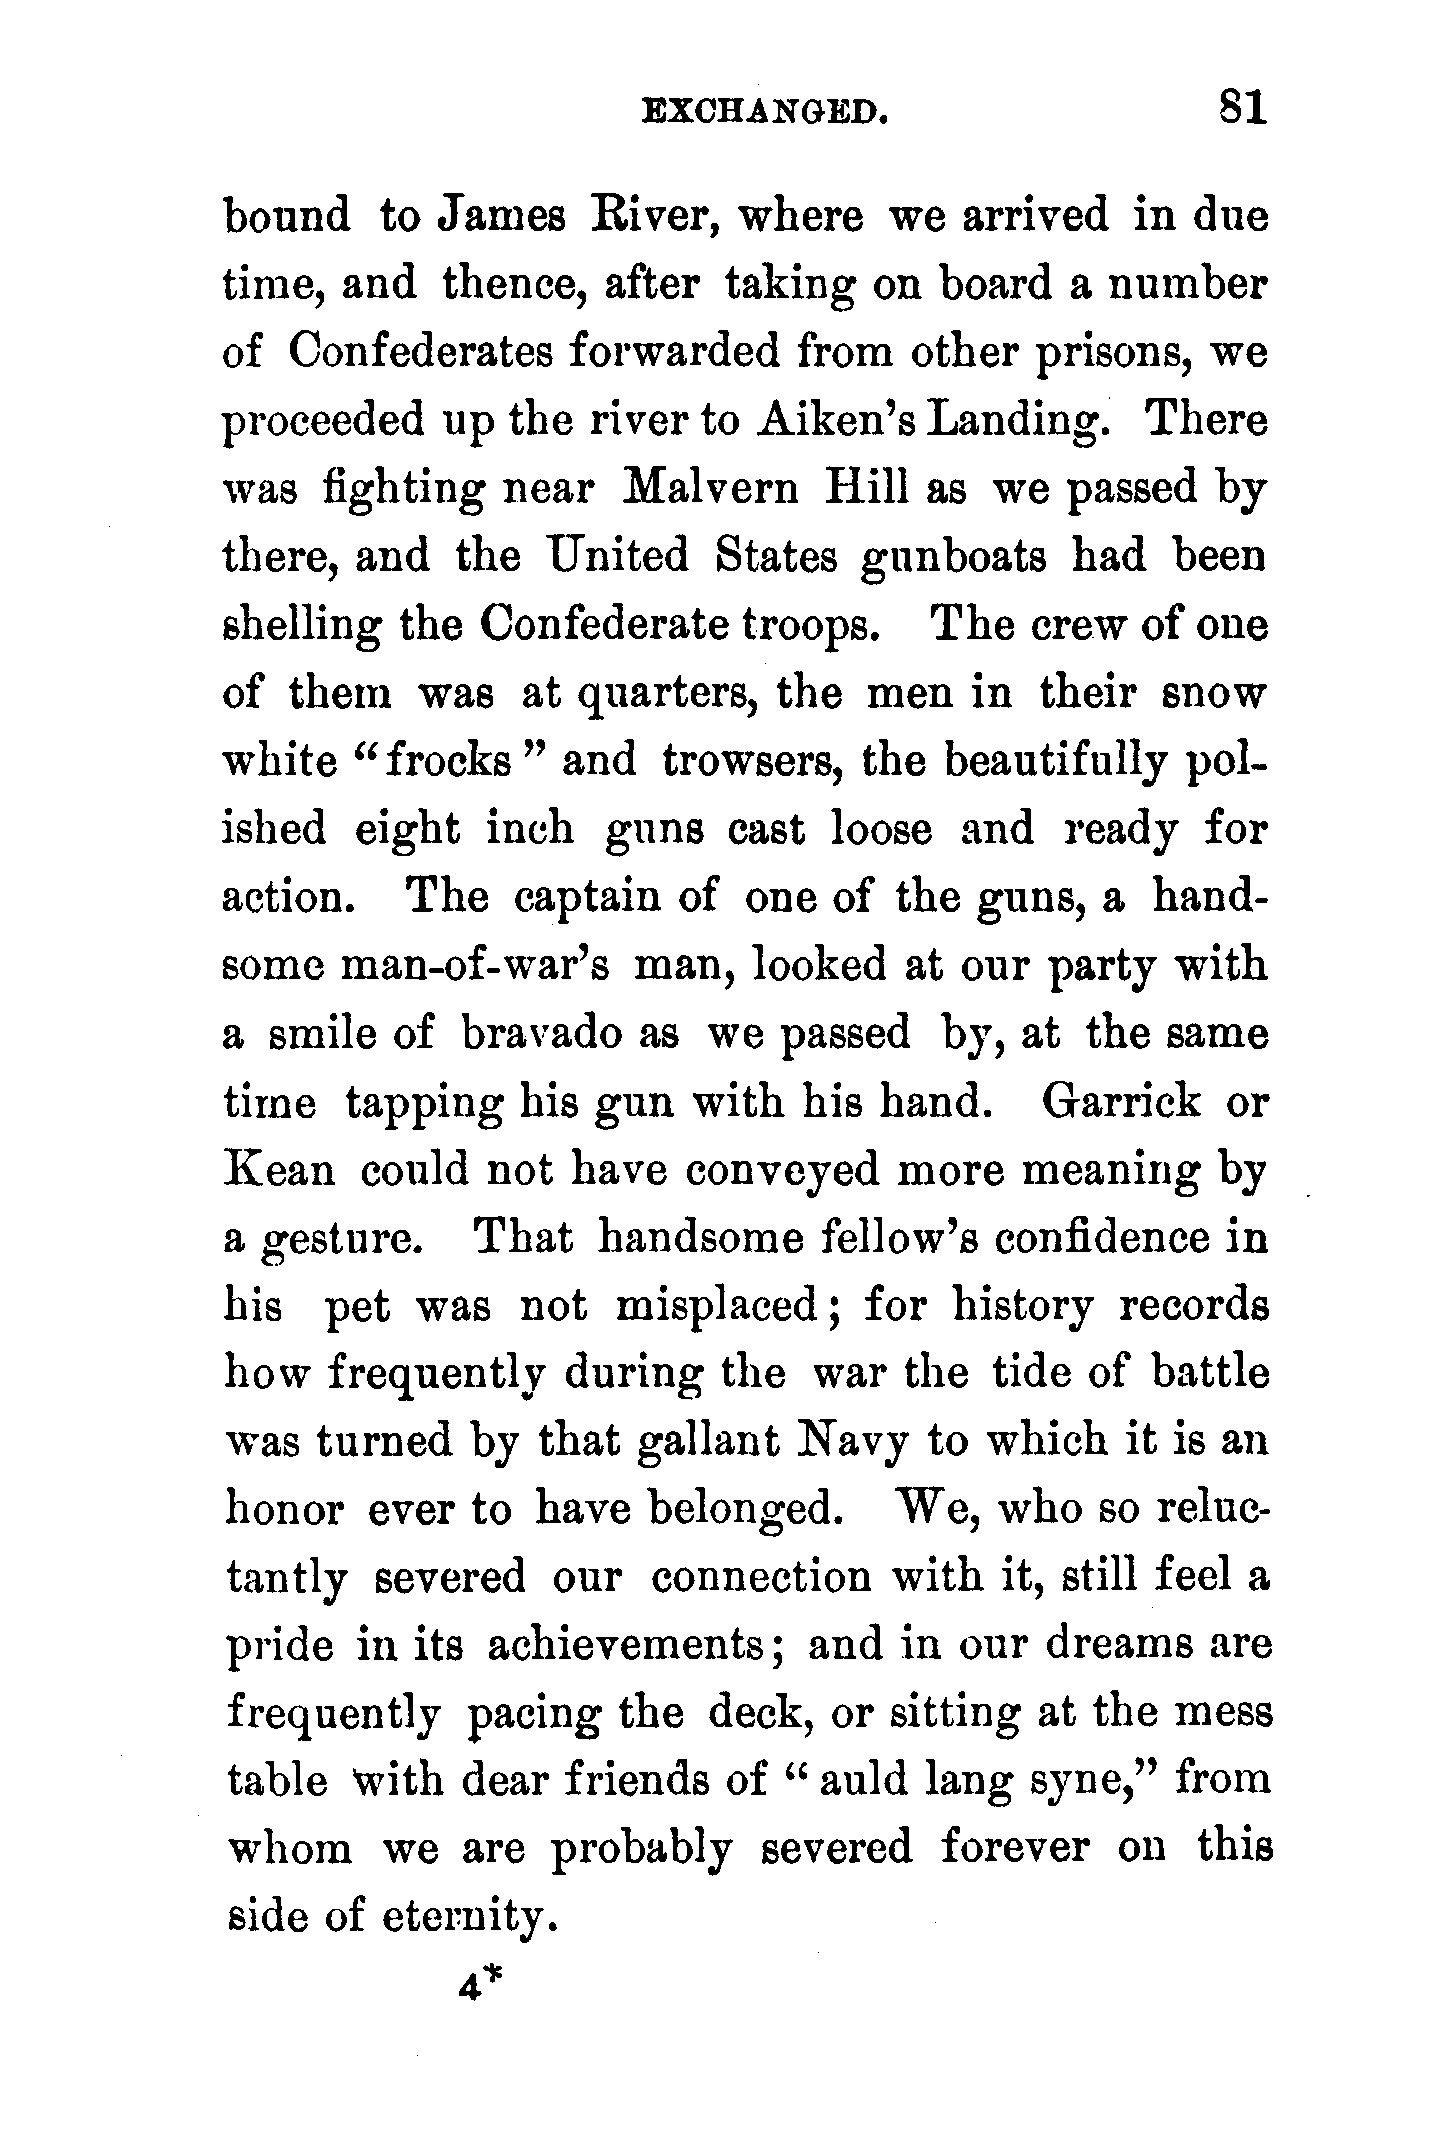 EXCHANGED. 81
bound to James River, where we arrived in due
time, and thence, after taking on board a number
of Confederates forwarded from other prisons, we
proceeded up the river to Aiken's Landing. There
was fighting near Malvern Hill as we passed by
there, and the United States gunboats had been
shelling the Confederate troops. The crew of one
of them was at quarters, the men in their snow
white “frocks” and trowsers, the beautifully pol-
ished eight inch guns cast loose and ready for
action. The captain of one of the guns, a hand-
some man-of-war's man, looked at our party with
a smile of bravado as we passed by, at the same
time tapping his gun with his hand. Garrick or
Kean could not have conveyed more meaning by
a gesture. That handsome fellow's confidence in
his pet was not misplaced; for history records
how frequently during the war the tide of battle
was turned by that gallant Navy to which it is an
honor ever to have belonged. We, who so reluc-
tantly severed our connection with it, still feel a
pride in its achievements; and in our dreams are
frequently pacing the deck, or sitting at the mess
table with dear friends of “auld lang syne,” from
whom we are probably severed forever on this
side of eternity.
4*